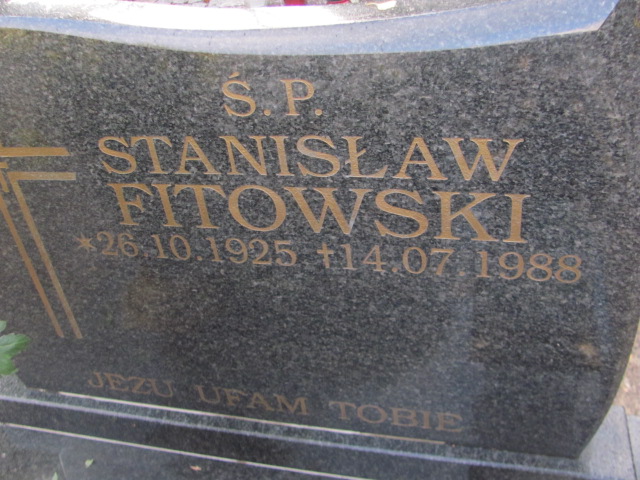 Ś.P.
STANISŁAW
FITOWSKI
*26.10.1925 †14.07.1988
JEZU UFAM TOBIE